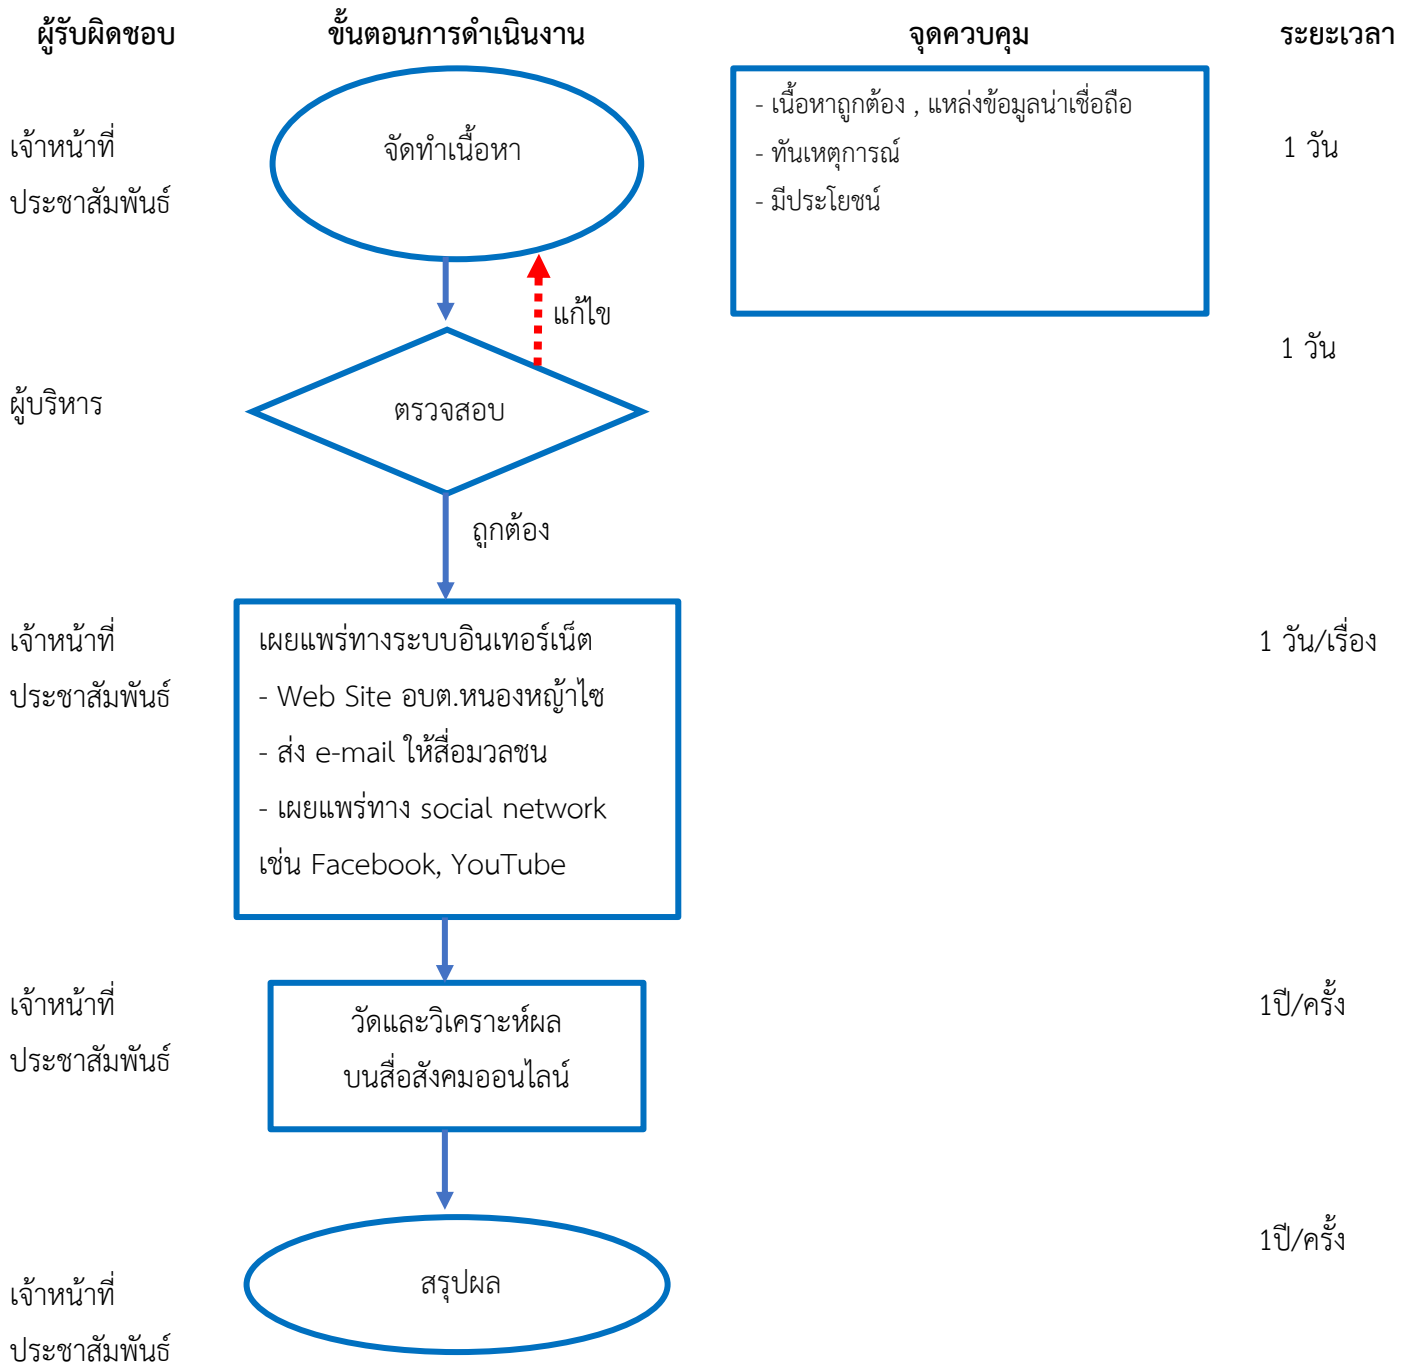 ผู้รับผิดชอบ ขั้นตอนการดำเนินงาน จุดควบคุม ระยะเวลา
จัดทำเนื้อหา
- เนื้อหาถูกต้อง , แหล่งข้อมูลน่าเชื่อถือ
- ทันเหตุการณ์
- มีประโยชน์
เจ้าหน้าที่
ประชาสัมพันธ์
1 วัน
แก้ไข
1 วัน
ผู้บริหาร
ตรวจสอบ
ถูกต้อง
เจ้าหน้าที่
ประชาสัมพันธ์
เผยแพร่ทางระบบอินเทอร์เน็ต
- Web Site อบต.หนองหญ้าไซ
- ส่ง e-mail ให้สื่อมวลชน
- เผยแพร่ทาง social network
เช่น Facebook, YouTube
1 วัน/เรื่อง
เจ้าหน้าที่
ประชาสัมพันธ์
วัดและวิเคราะห์ผล
บนสื่อสังคมออนไลน์
1ปี/ครั้ง
เจ้าหน้าที่
ประชาสัมพันธ์
สรุปผล
1ปี/ครั้ง